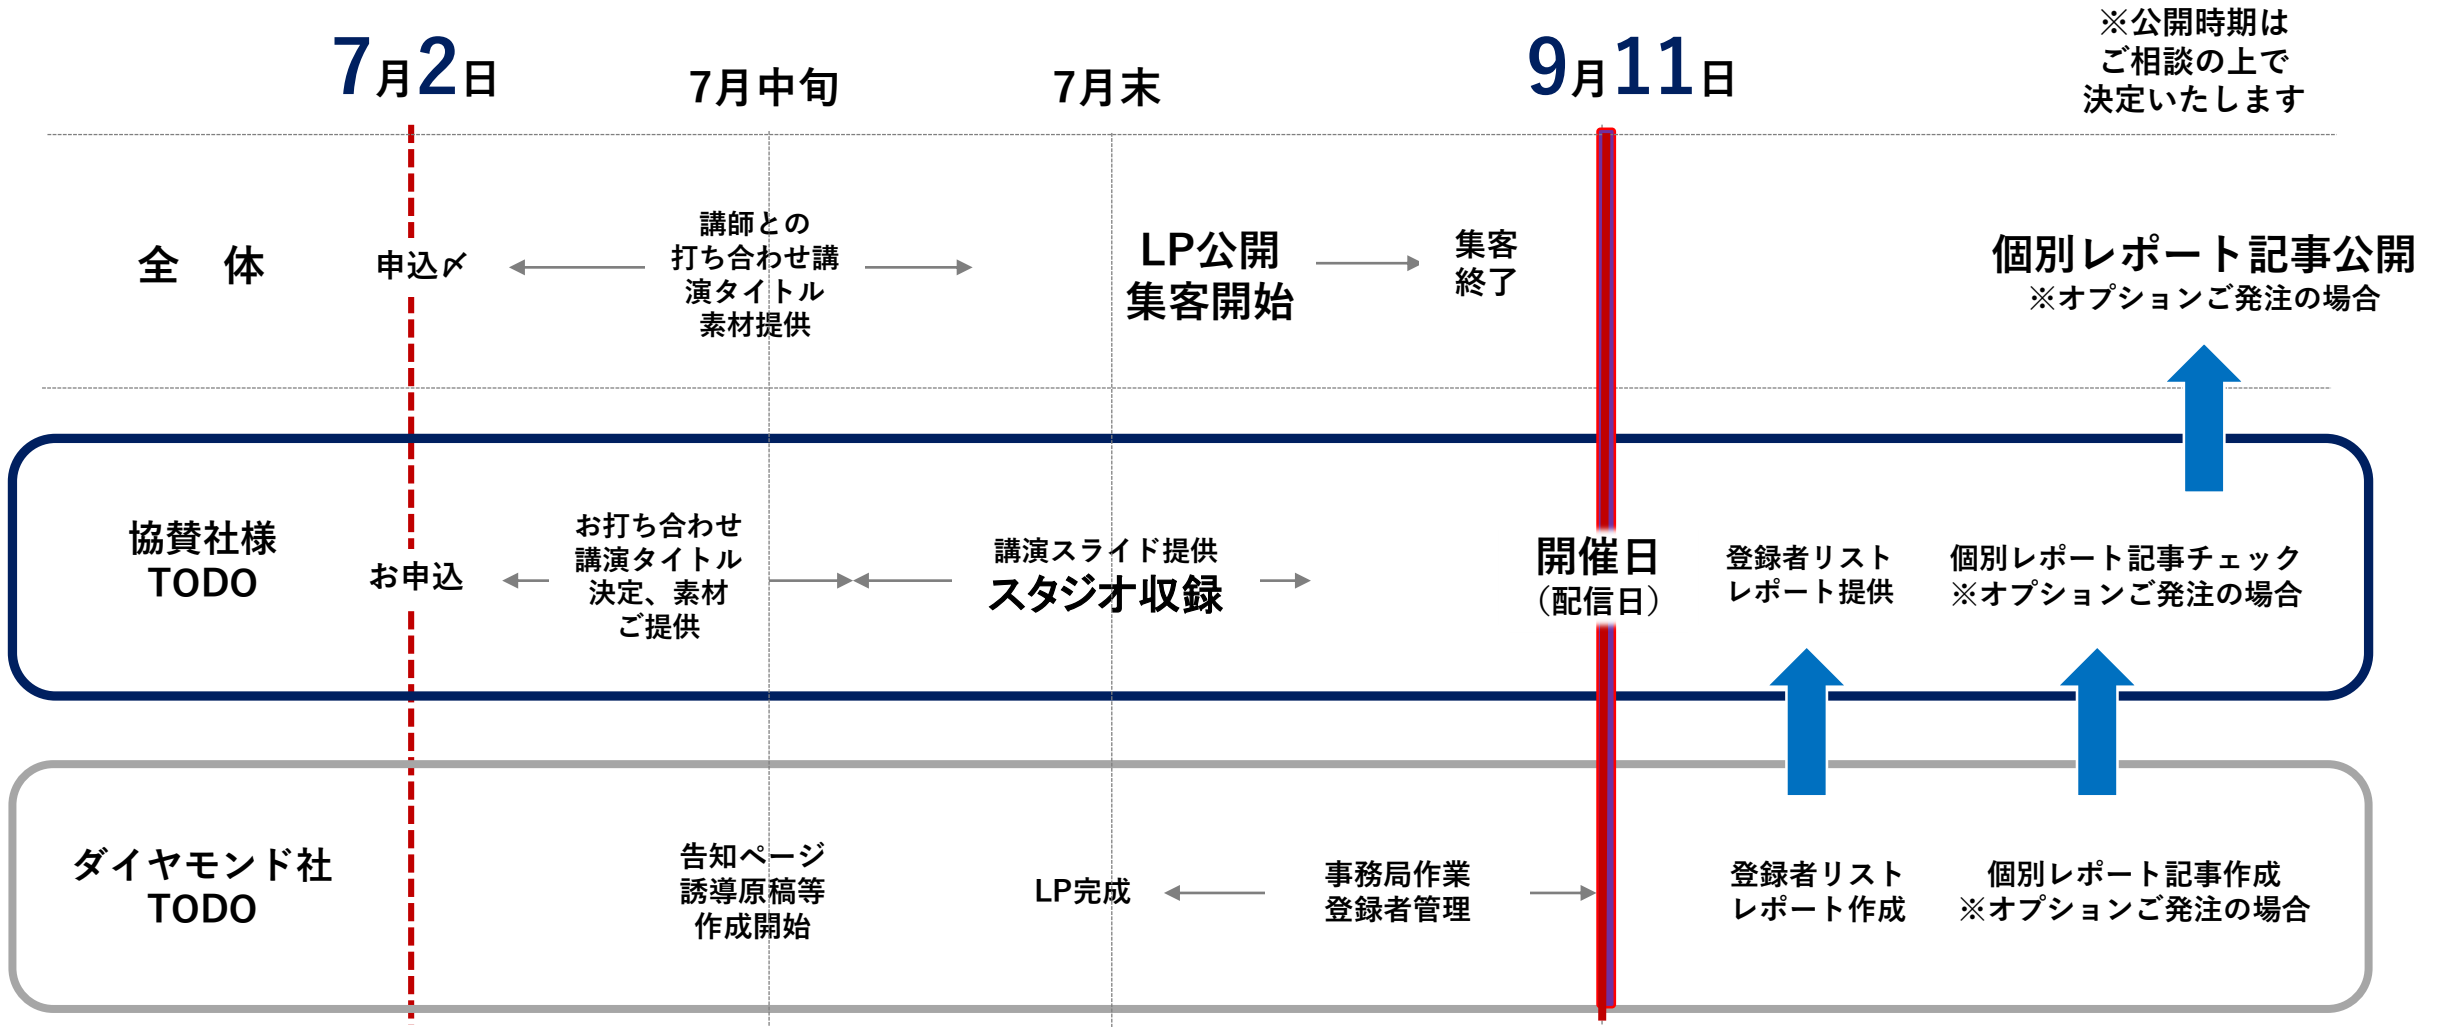 7月2日
7月中旬
7月末
9月11日
※公開時期は
ご相談の上で
決定いたします
全　体
申込〆
講師との
打ち合わせ講
演タイトル
素材提供
LP公開
集客開始
集客
終了
個別レポート記事公開
※オプションご発注の場合
協賛社様
TODO
お申込
お打ち合わせ
講演タイトル
決定、素材
ご提供
講演スライド提供
スタジオ収録
開催日
（配信日）
登録者リスト
レポート提供
個別レポート記事チェック
※オプションご発注の場合
ダイヤモンド社
TODO
告知ページ
誘導原稿等
作成開始
LP完成
事務局作業
登録者管理
登録者リスト
レポート作成
個別レポート記事作成
※オプションご発注の場合